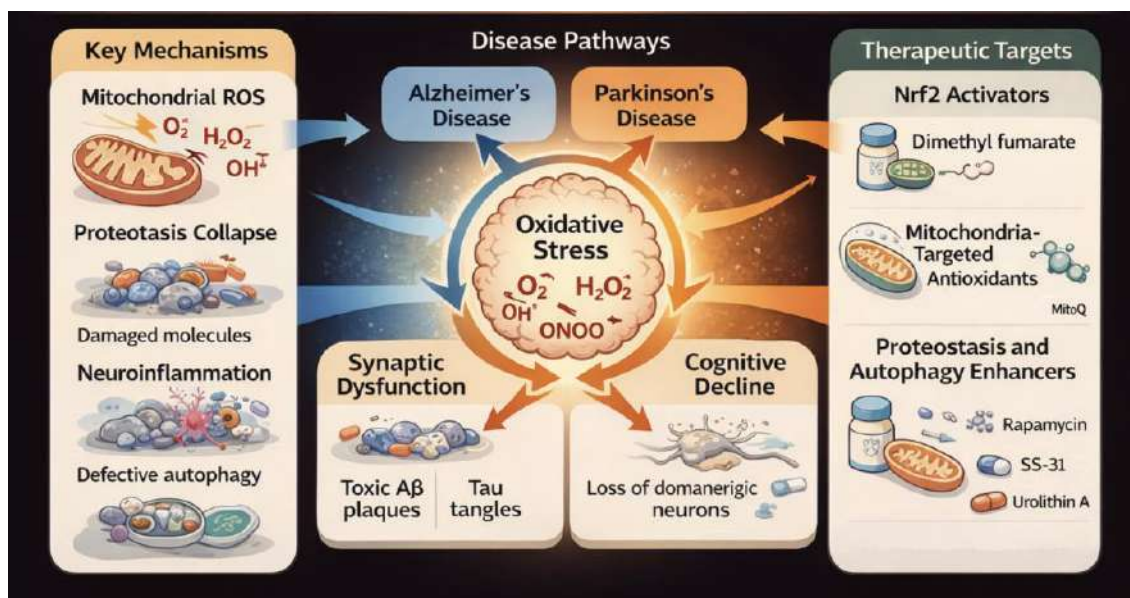 Key Mechanisms
Mitochondrial ROS
O₂⁻ H₂O₂
OH
Proteotasis Collapse
Damaged molecules
Neuroinflammation
Defective autophagy
Disease Pathways
Alzheimer's
Disease
Parkinson's
Disease
Oxidative
Stress
O₂⁻ H₂O₂
OH°
ONOO
Synaptic
Dysfunction
Toxic Aβ
plaques
Tau
tangles
Cognitive
Decline
Loss of domanerigic
neurons
Therapeutic Targets
Nrf2 Activators
Dimethyl fumarate
Mitochondria-
Targeted
Antioxidants
MitoQ
Proteostasis and
Autophagy Enhancers
Rapamycin
SS-31
Urolithin A